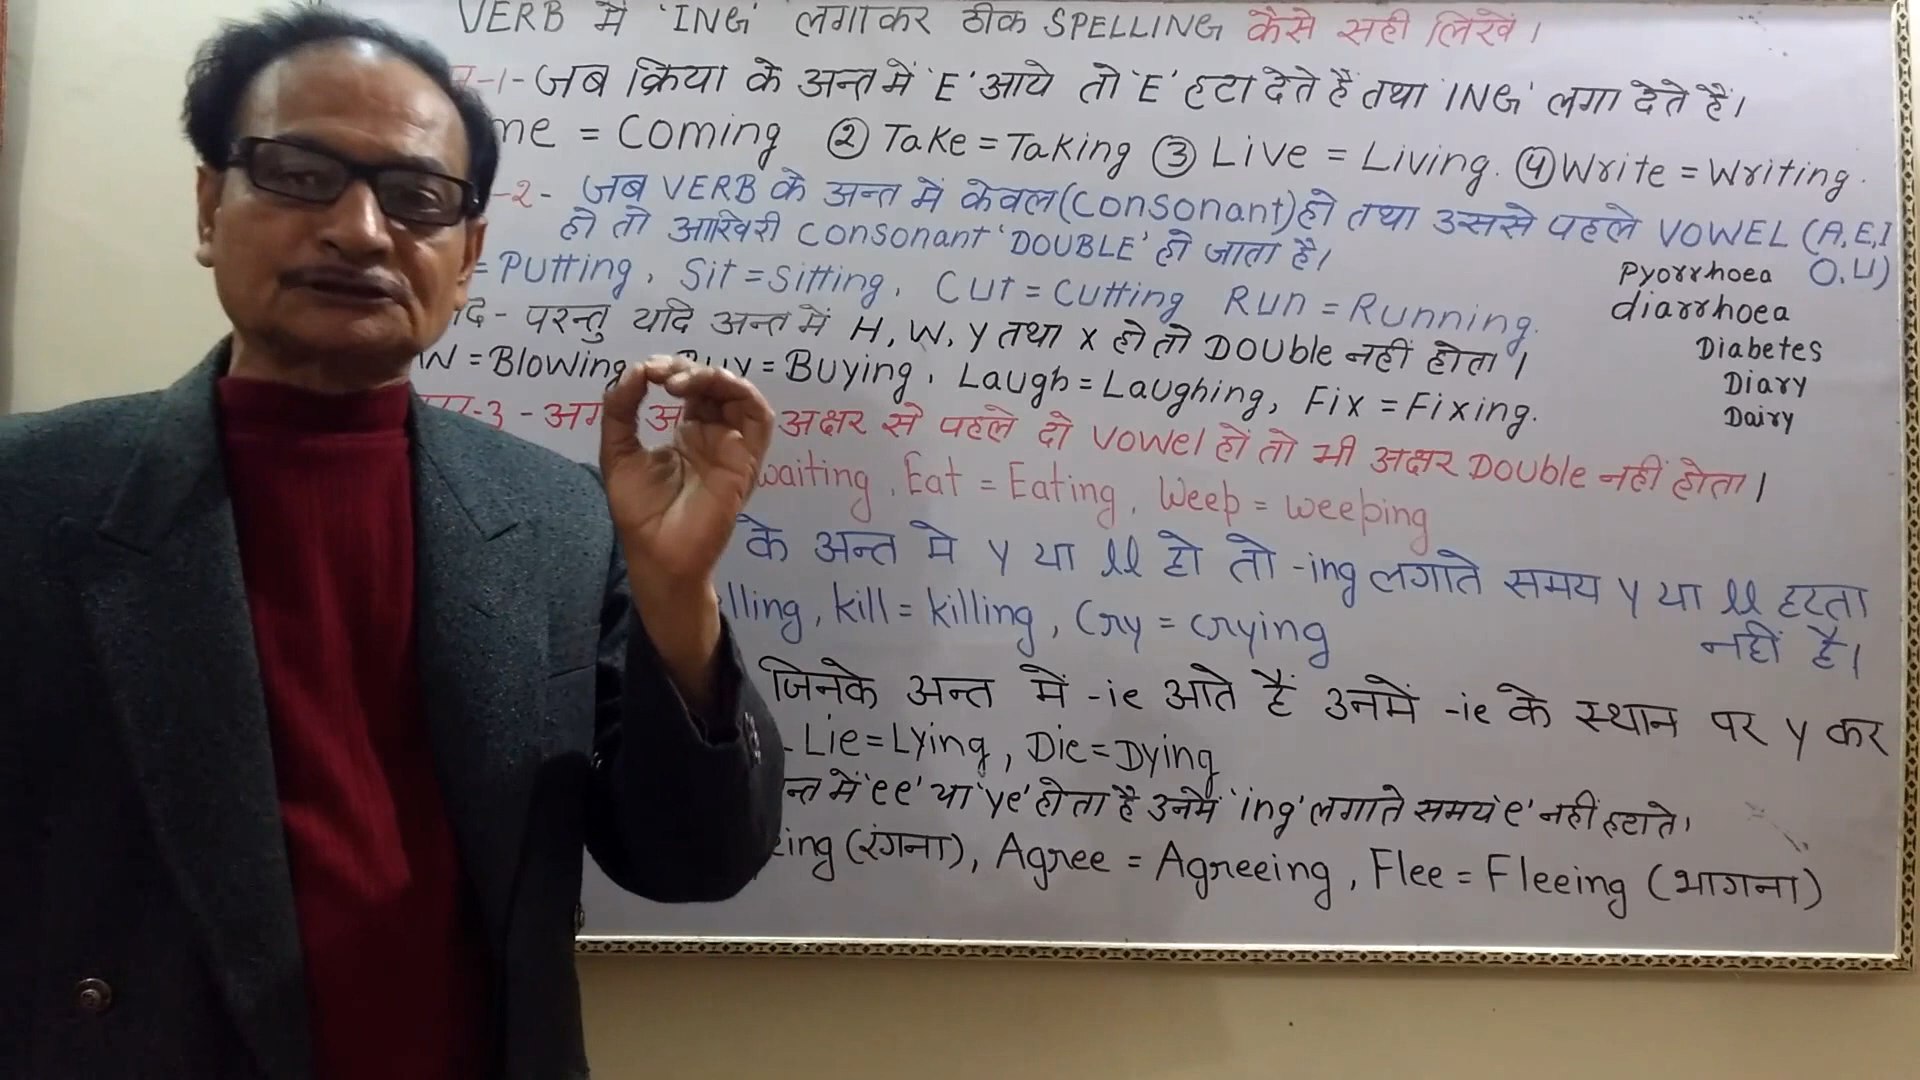 VERB में 'ING' लगाकर ठीक SPELLING कैसे सही लिखें।
-1- जब क्रिया के अन्त में 'E' आये तो 'E' हटा देते हैं तथा 'ING' लगा देते हैं।
me = Coming ② Take = Taking ③ Live = Living. ④ Write = Writing.
-2- जब VERB के अन्त में केवल (Consonant) हो तथा उससे पहले VOWEL (A,E,I
O,U)
हो तो आखिरी Consonant 'DOUBLE' हो जाता है।
= Putting, Sit = Sitting, Cut = Cutting Run = Running.
Pyorrhoea
diarrhoea
Diabetes
Diary
Dairy
- परन्तु यदि अन्त में H, W, Y तथा X हो तो DOUble नहीं होता।
W = Blowing = Buying, Laugh = Laughing, Fix = Fixing.
-3 - अक्षर से पहले दो Vowel हों तो भी अक्षर Double नहीं होता।
waiting, Eat = Eating, Weep = weeping
के अन्त मे Y या ll हो तो -ing लगाते समय Y या ll हटता
नहीं है।
lling, kill = killing, Cry = crying
जिनके अन्त में -ie आते हैं उनमें -ie के स्थान पर y कर
Lie = Lying, Die = Dying
में 'ee' या 'ye' होता है उनमें 'ing' लगाते समय 'e' नहीं हटाते।
ing (रंगना), Agree = Agreeing, Flee = Fleeing (भागना)